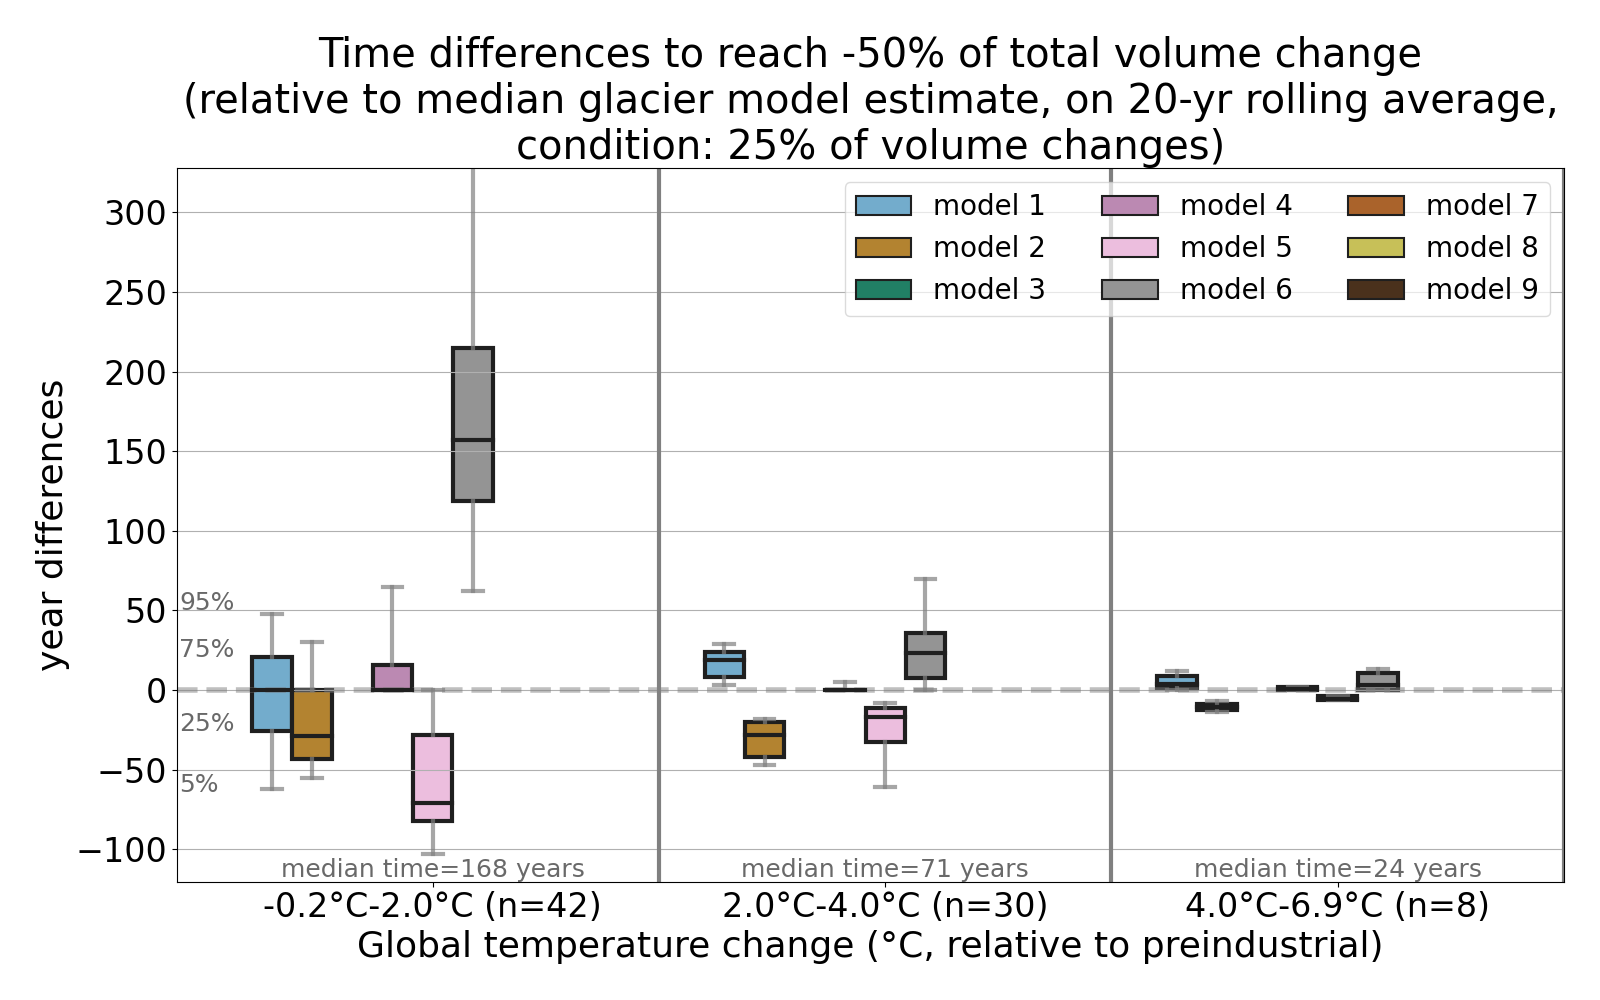 Time differences to reach -50% of total volume change
(relative to median glacier model estimate, on 20-yr rolling average,
condition: 25% of volume changes)
year differences
300
250
200
150
100
50
0
−50
−100
95%
75%
25%
5%
model 1
model 2
model 3
model 4
model 5
model 6
model 7
model 8
model 9
median time=168 years
median time=71 years
median time=24 years
-0.2°C-2.0°C (n=42)
2.0°C-4.0°C (n=30)
4.0°C-6.9°C (n=8)
Global temperature change (°C, relative to preindustrial)